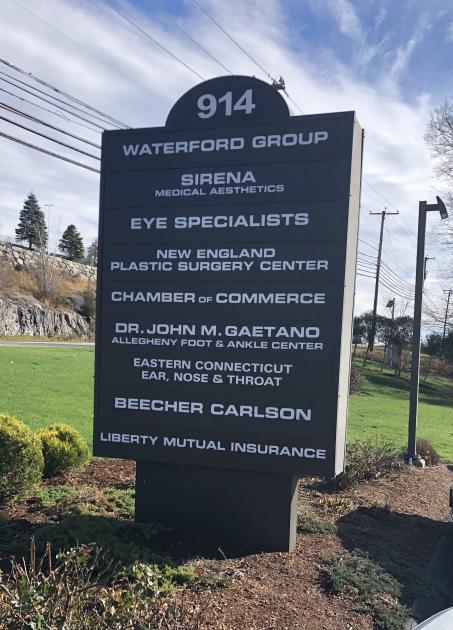 914
WATERFORD GROUP
SIRENA
MEDICAL AESTHETICS
EYE SPECIALISTS
NEW ENGLAND
PLASTIC SURGERY CENTER
CHAMBER OF COMMERCE
DR. JOHN M. GAETANO
ALLEGHENY FOOT & ANKLE CENTER
EASTERN CONNECTICUT
EAR, NOSE & THROAT
BEECHER CARLSON
LIBERTY MUTUAL INSURANCE